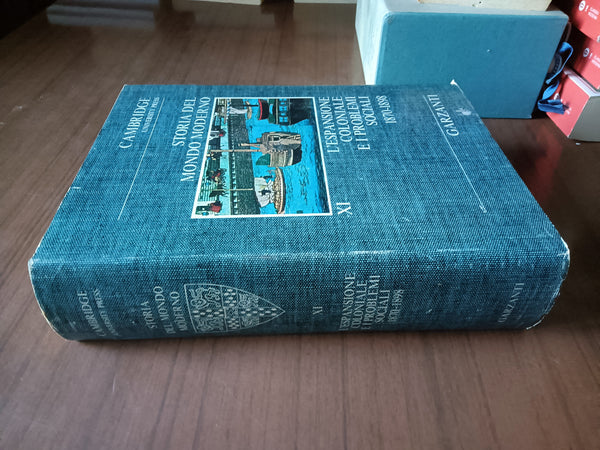 CAMBRIDGE
UNIVERSITY PRESS
STORIA DEL
MONDO MODERNO
XI
L'ESPANSIONE
COLONIALE
E I PROBLEMI
SOCIALI
1870-1898
GARZANTI
CAMBRIDGE
UNIVERSITY PRESS
STORIA
DEL MONDO
MODERNO
XI
L'ESPANSIONE
COLONIALE
E I PROBLEMI
SOCIALI
1870-1898
GARZANTI